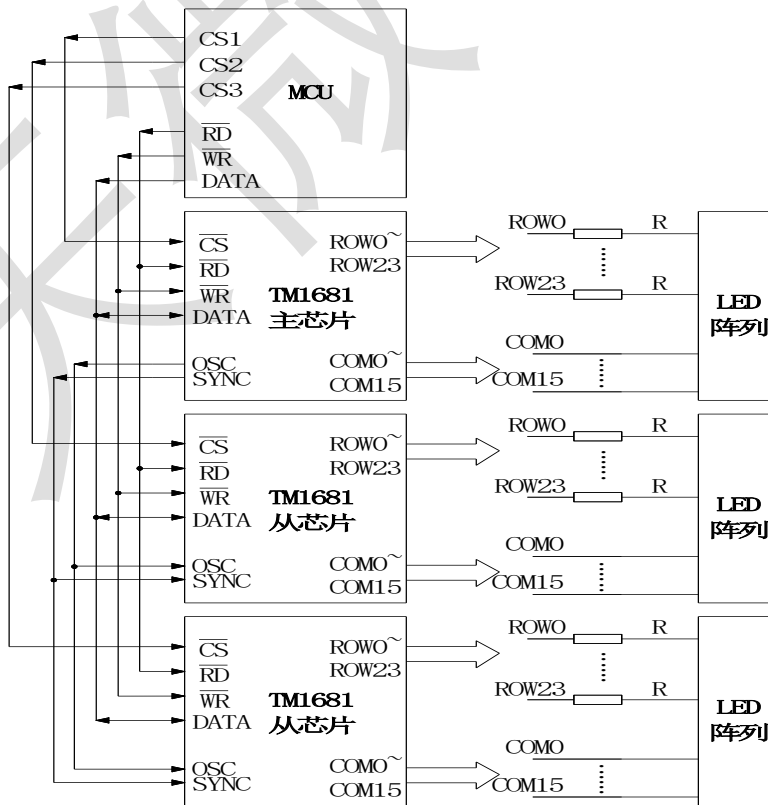 CS1
CS2
CS3
MCU
RD
WR
DATA
CS
RD
WR
DATA
OSC
SYNC
TM1681
主芯片
ROW0~
ROW23
COM0~
COM15
ROW0
R
ROW23
R
COM0
COM15
LED
阵列
CS
RD
WR
DATA
OSC
SYNC
TM1681
从芯片
ROW0~
ROW23
COM0~
COM15
ROW0
R
ROW23
R
COM0
COM15
LED
阵列
CS
RD
WR
DATA
OSC
SYNC
TM1681
从芯片
ROW0~
ROW23
COM0~
COM15
ROW0
R
ROW23
R
COM0
COM15
LED
阵列
天微